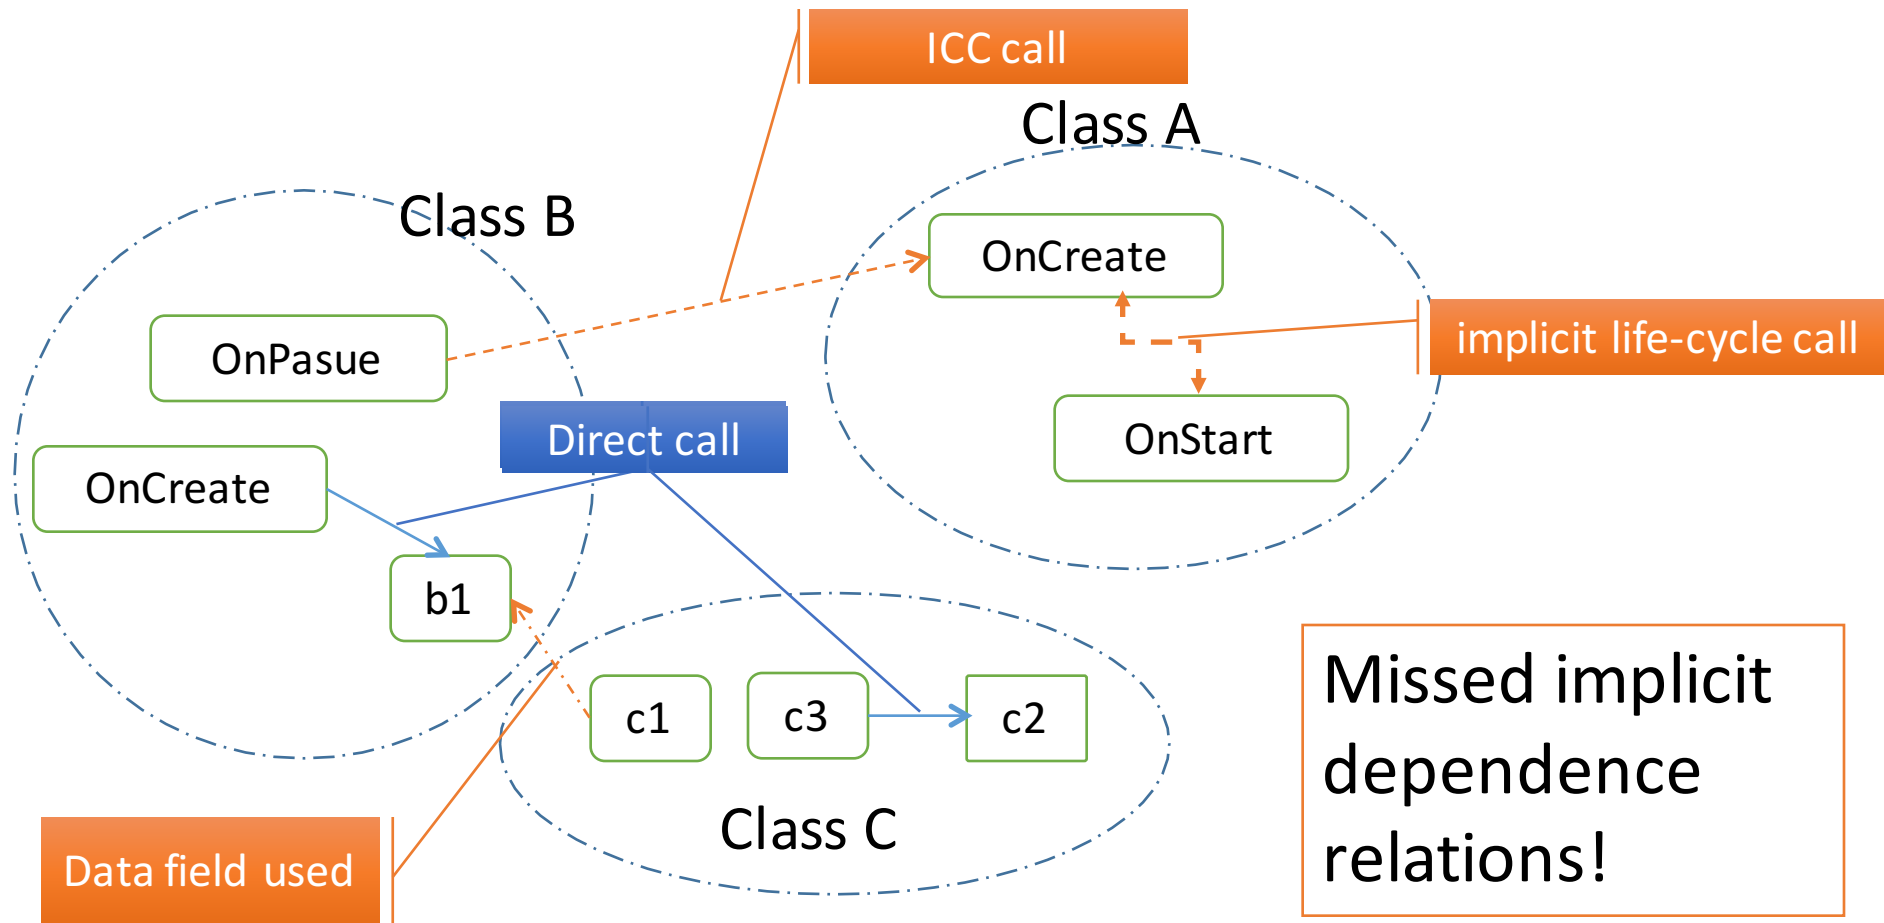 ICC call
Class A
Class B
OnCreate
OnPasue
implicit life-cycle call
Direct call
OnStart
OnCreate
b1
c1
c3
c2
Class C
Data field used
Missed implicit
dependence
relations!